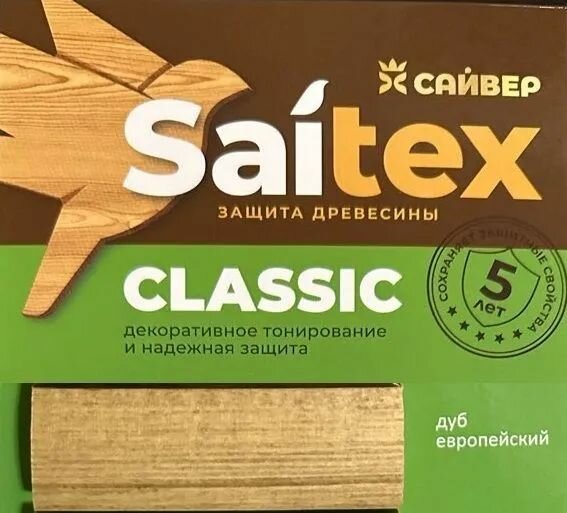 САЙВЕР
Saitex
ЗАЩИТА ДРЕВЕСИНЫ
CLASSIC
декоративное тонирование
и надежная защита
СОХРАНЯЕТ ЗАЩИТНЫЕ СВОЙСТВА
5
лет
дуб
европейский